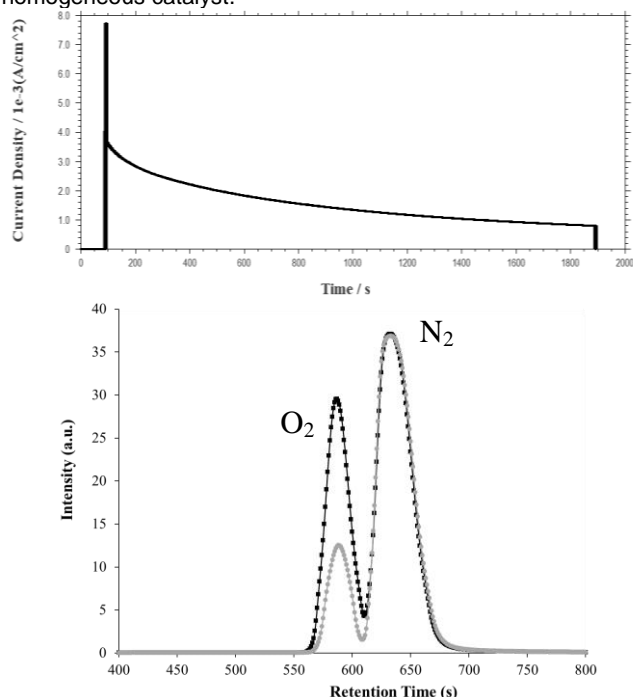 homogeneous catalyst.
8.0
7.0
6.0
5.0
4.0
3.0
2.0
1.0
0
Current Density / 1e-3(A/cm^2)
0 200 400 600 800 1000 1200 1400 1600 1800 2000
Time / s
40
35
30
25
20
15
10
5
0
Intensity (a.u.)
O₂
N₂
400 450 500 550 600 650 700 750 800
Retention Time (s)